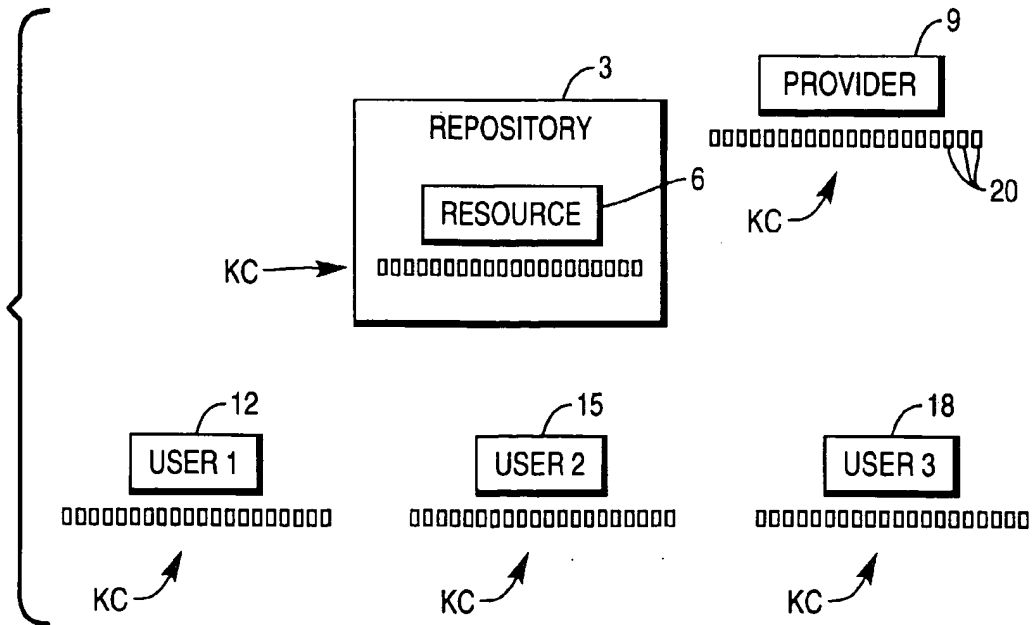 9
3
PROVIDER
REPOSITORY
6
20
RESOURCE
KC
KC
12
15
18
USER 1
USER 2
USER 3
KC
KC
KC